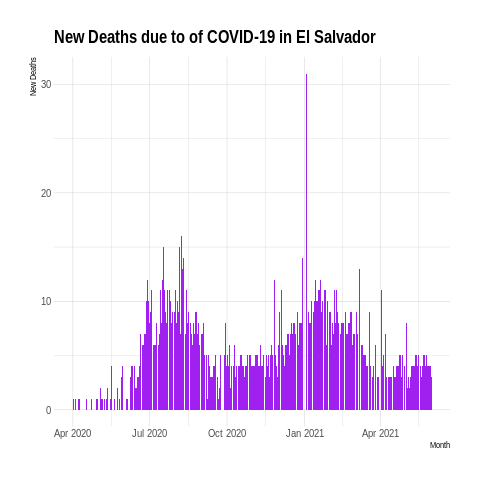 New Deaths due to of COVID-19 in El Salvador
New Deaths
30
20
10
0
Apr 2020 Jul 2020 Oct 2020 Jan 2021 Apr 2021
Month